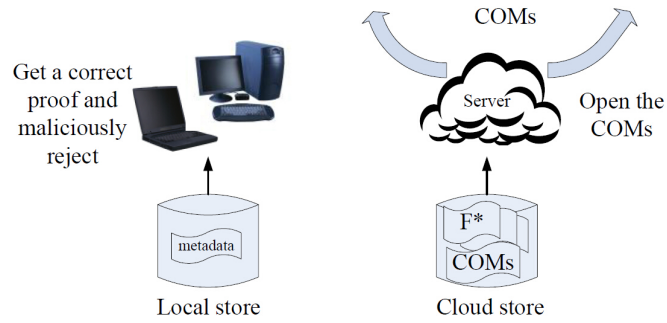 COMs
Get a correct
proof and
maliciously
reject
Server
Open the
COMs
metadata
F*
COMs
Local store
Cloud store